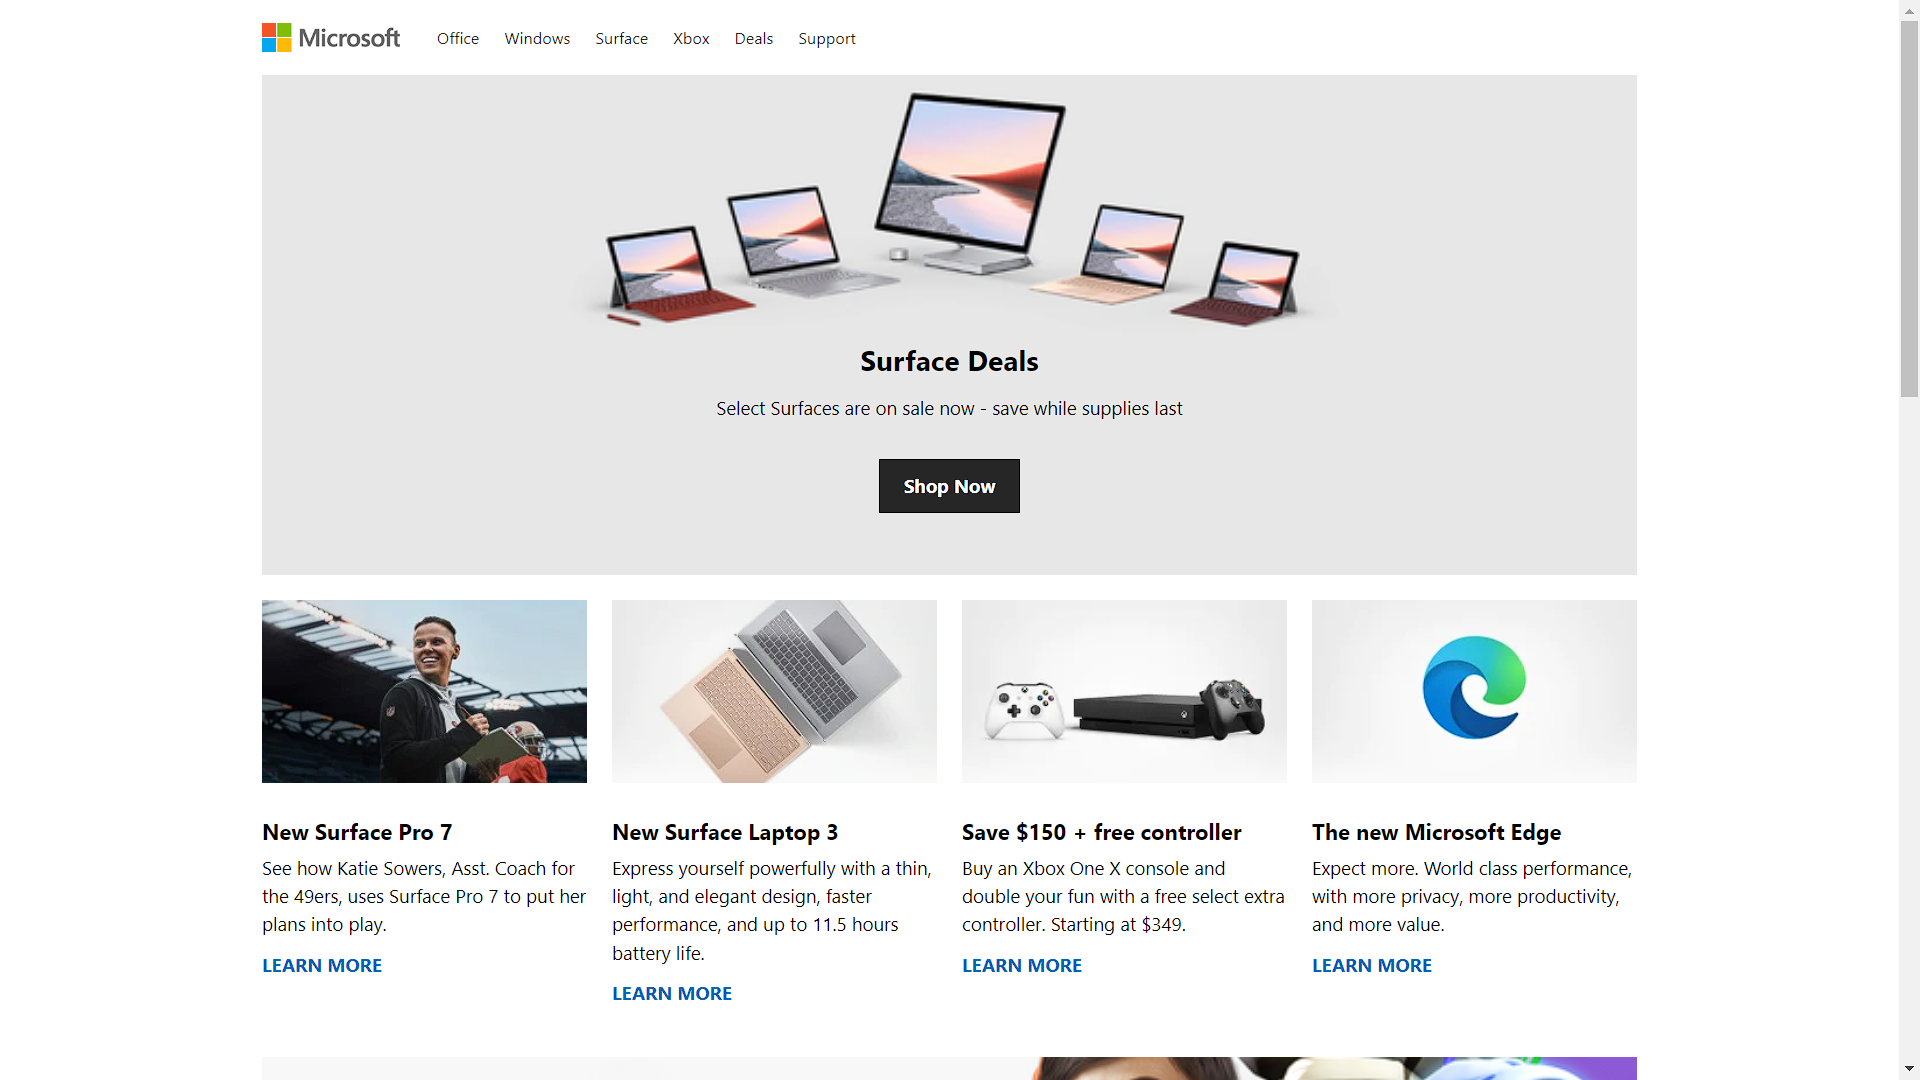 Microsoft
Office Windows Surface Xbox Deals Support
Surface Deals
Select Surfaces are on sale now - save while supplies last
Shop Now
New Surface Pro 7
See how Katie Sowers, Asst. Coach for
the 49ers, uses Surface Pro 7 to put her
plans into play.
LEARN MORE
New Surface Laptop 3
Express yourself powerfully with a thin,
light, and elegant design, faster
performance, and up to 11.5 hours
battery life.
LEARN MORE
Save $150 + free controller
Buy an Xbox One X console and
double your fun with a free select extra
controller. Starting at $349.
LEARN MORE
The new Microsoft Edge
Expect more. World class performance,
with more privacy, more productivity,
and more value.
LEARN MORE